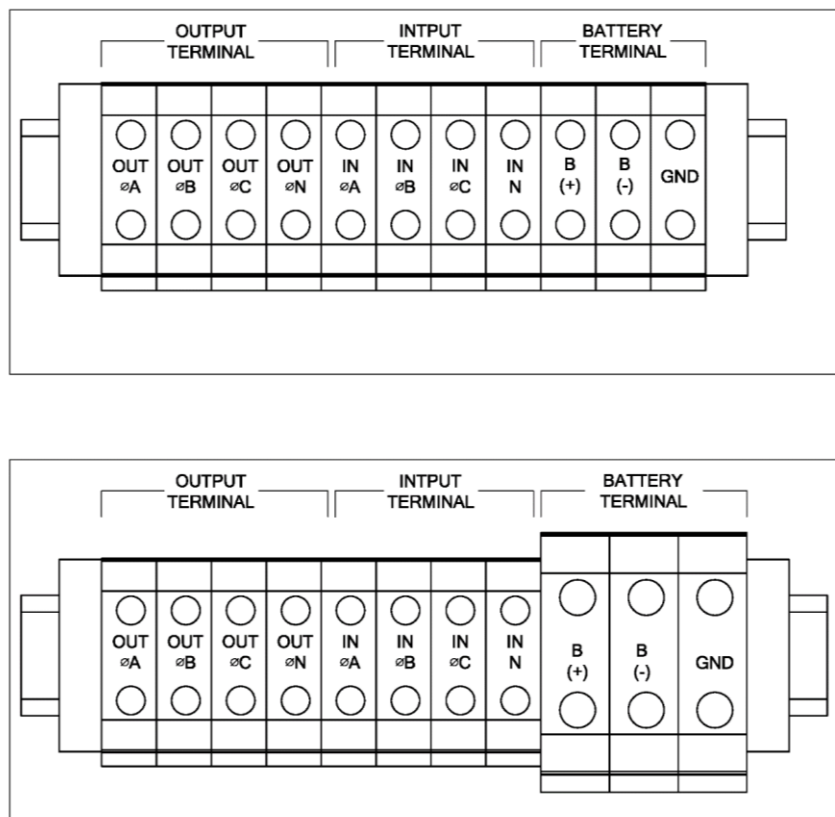 OUTPUT TERMINAL
INTPUT TERMINAL
BATTERY TERMINAL
OUT øA
OUT øB
OUT øC
OUT øN
IN øA
IN øB
IN øC
IN N
B (+)
B (-)
GND
OUTPUT TERMINAL
INTPUT TERMINAL
BATTERY TERMINAL
OUT øA
OUT øB
OUT øC
OUT øN
IN øA
IN øB
IN øC
IN N
B (+)
B (-)
GND